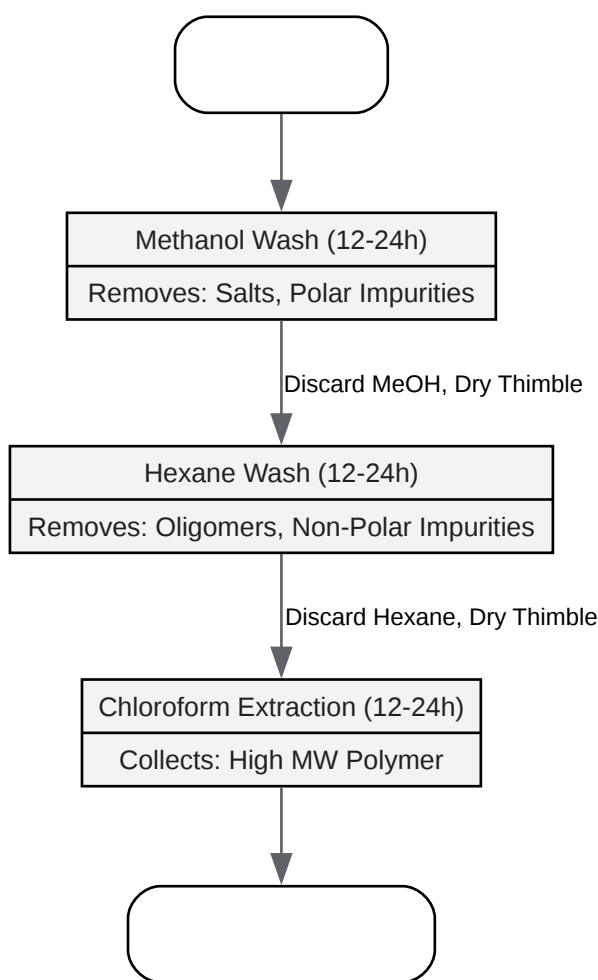 Methanol Wash (12-24h)
Removes: Salts, Polar Impurities
Discard MeOH, Dry Thimble
Hexane Wash (12-24h)
Removes: Oligomers, Non-Polar Impurities
Discard Hexane, Dry Thimble
Chloroform Extraction (12-24h)
Collects: High MW Polymer